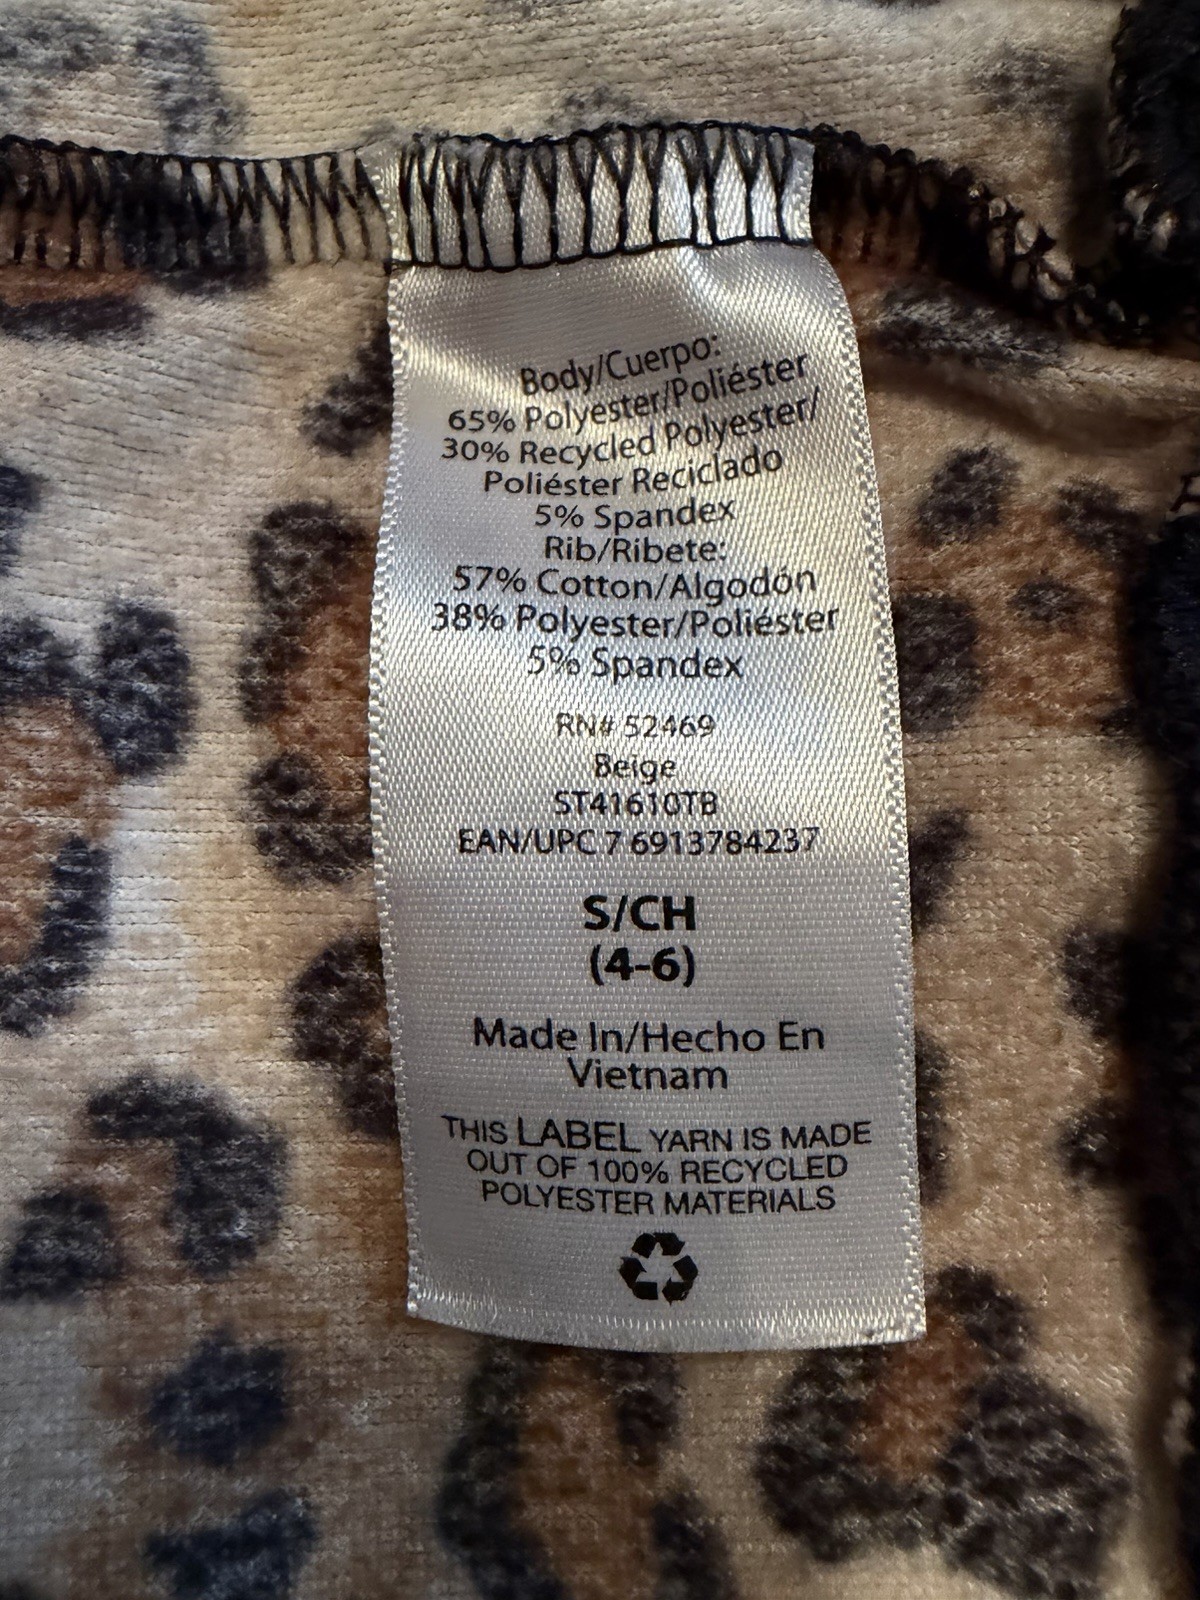 Body/Cuerpo:
65% Polyester/Poliéster
30% Recycled Polyester/
Poliéster Reciclado
5% Spandex
Rib/Ribete:
57% Cotton/Algodón
38% Polyester/Poliéster
5% Spandex
RN# 52469
Beige
ST41610TB
EAN/UPC 7 6913784237
S/CH
(4-6)
Made In/Hecho En
Vietnam
THIS LABEL YARN IS MADE
OUT OF 100% RECYCLED
POLYESTER MATERIALS